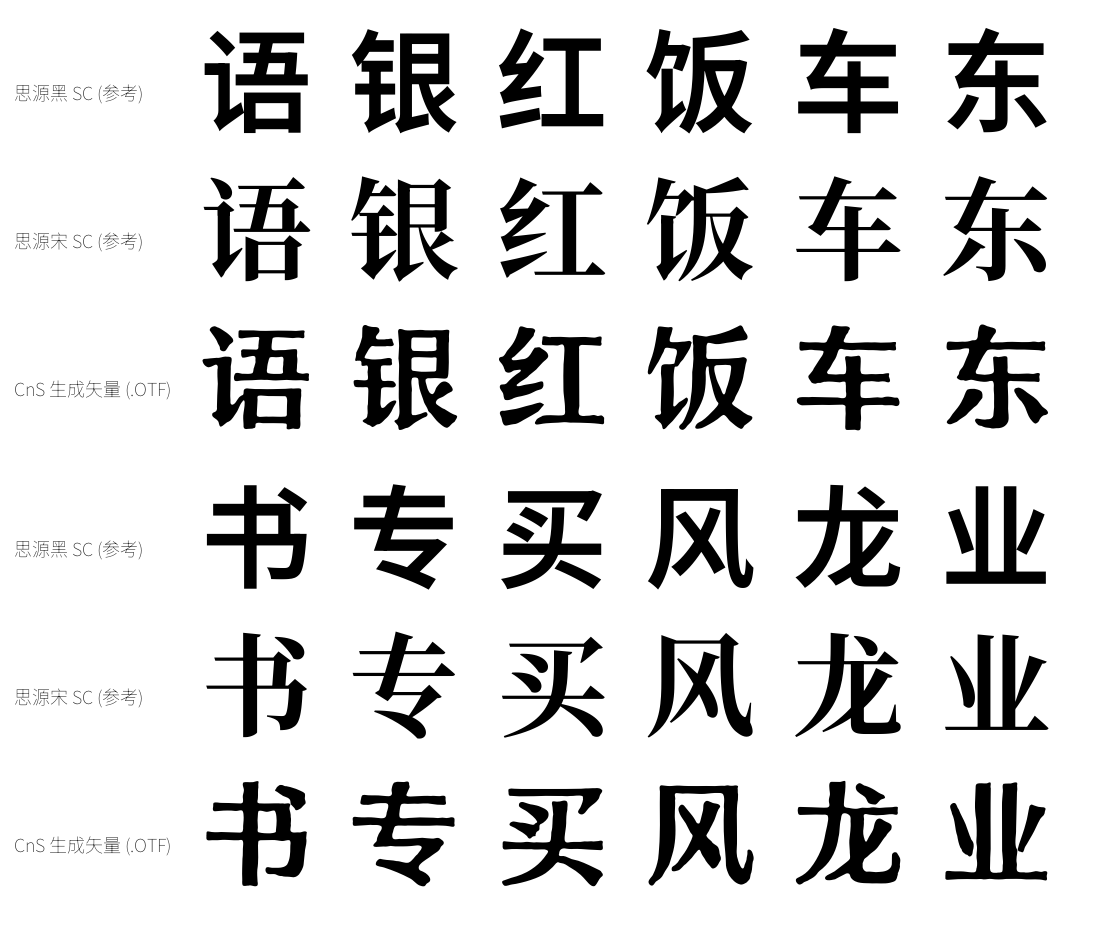 思源黑 SC (参考) 语 银 红 饭 车 东
思源宋 SC (参考) 语 银 红 饭 车 东
CnS 生成矢量 (.OTF) 语 银 红 饭 车 东
思源黑 SC (参考) 书 专 买 风 龙 业
思源宋 SC (参考) 书 专 买 风 龙 业
CnS 生成矢量 (.OTF) 书 专 买 风 龙 业